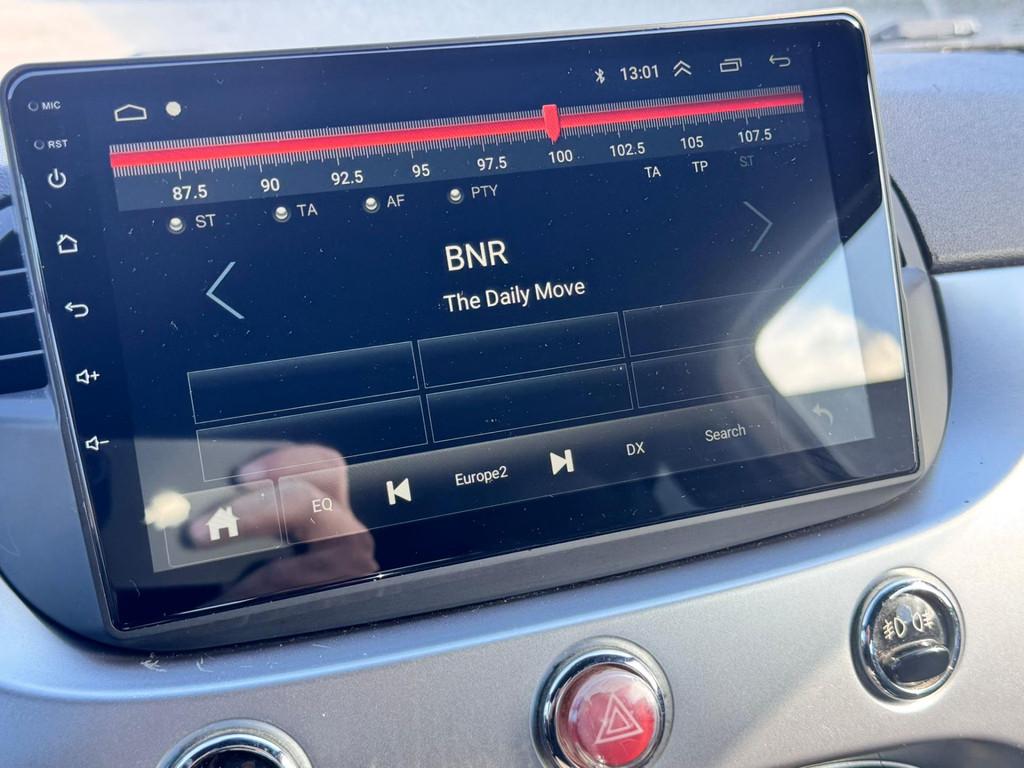 MIC
13:01
RST
87.5 90 92.5 95 97.5 100 102.5 105 107.5
ST TA AF PTY TA TP ST
BNR
The Daily Move
EQ Europe2 DX Search